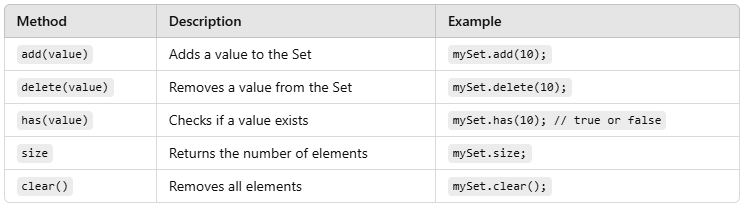 Method Description Example
add(value) Adds a value to the Set mySet.add(10);
delete(value) Removes a value from the Set mySet.delete(10);
has(value) Checks if a value exists mySet.has(10); // true or false
size Returns the number of elements mySet.size;
clear() Removes all elements mySet.clear();